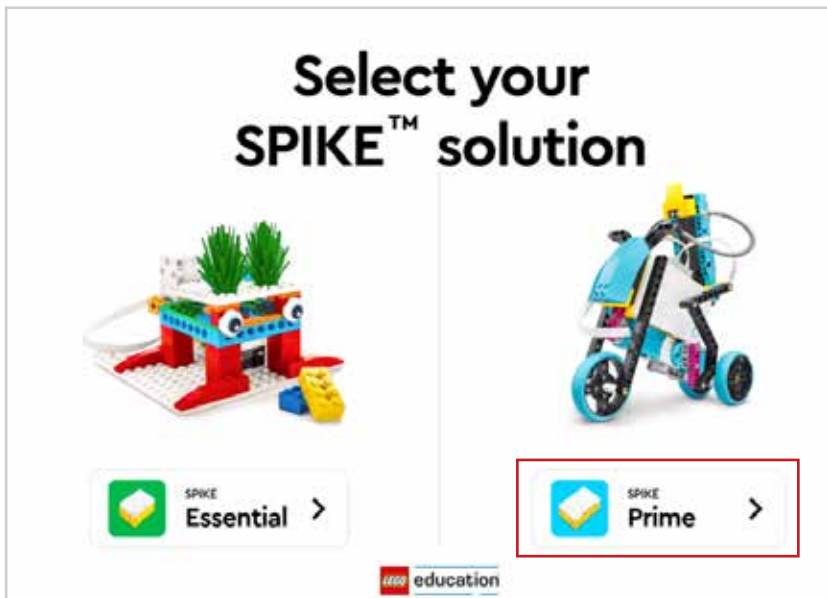 Select your
SPIKE™ solution
SPIKE
Essential
SPIKE
Prime
LEGO education